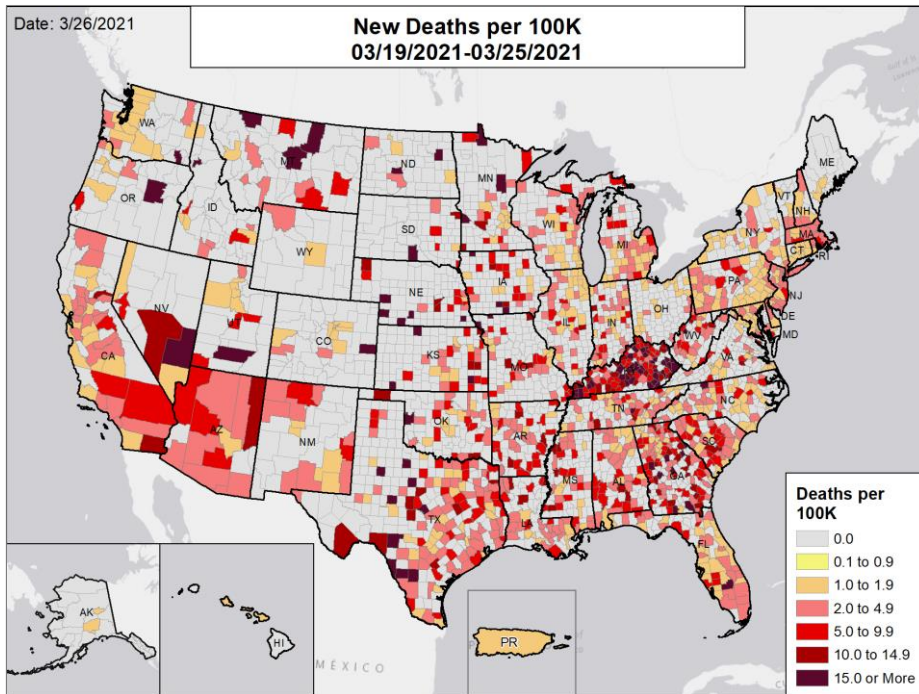 Date: 3/26/2021
New Deaths per 100K
03/19/2021-03/25/2021
WA
OR
ID
ND
MN
SD
WY
NE
NV
CO
CA
AZ
NM
KS
OK
TX
IA
WI
MI
IL
IN
OH
MO
AR
LA
MS
AL
TN
GA
FL
SC
NC
VA
WV
PA
NY
VT
NH
ME
MA
CT
RI
NJ
DE
MD
AK
HI
PR
MÉXICO
Deaths per
100K
0.0
0.1 to 0.9
1.0 to 1.9
2.0 to 4.9
5.0 to 9.9
10.0 to 14.9
15.0 or More